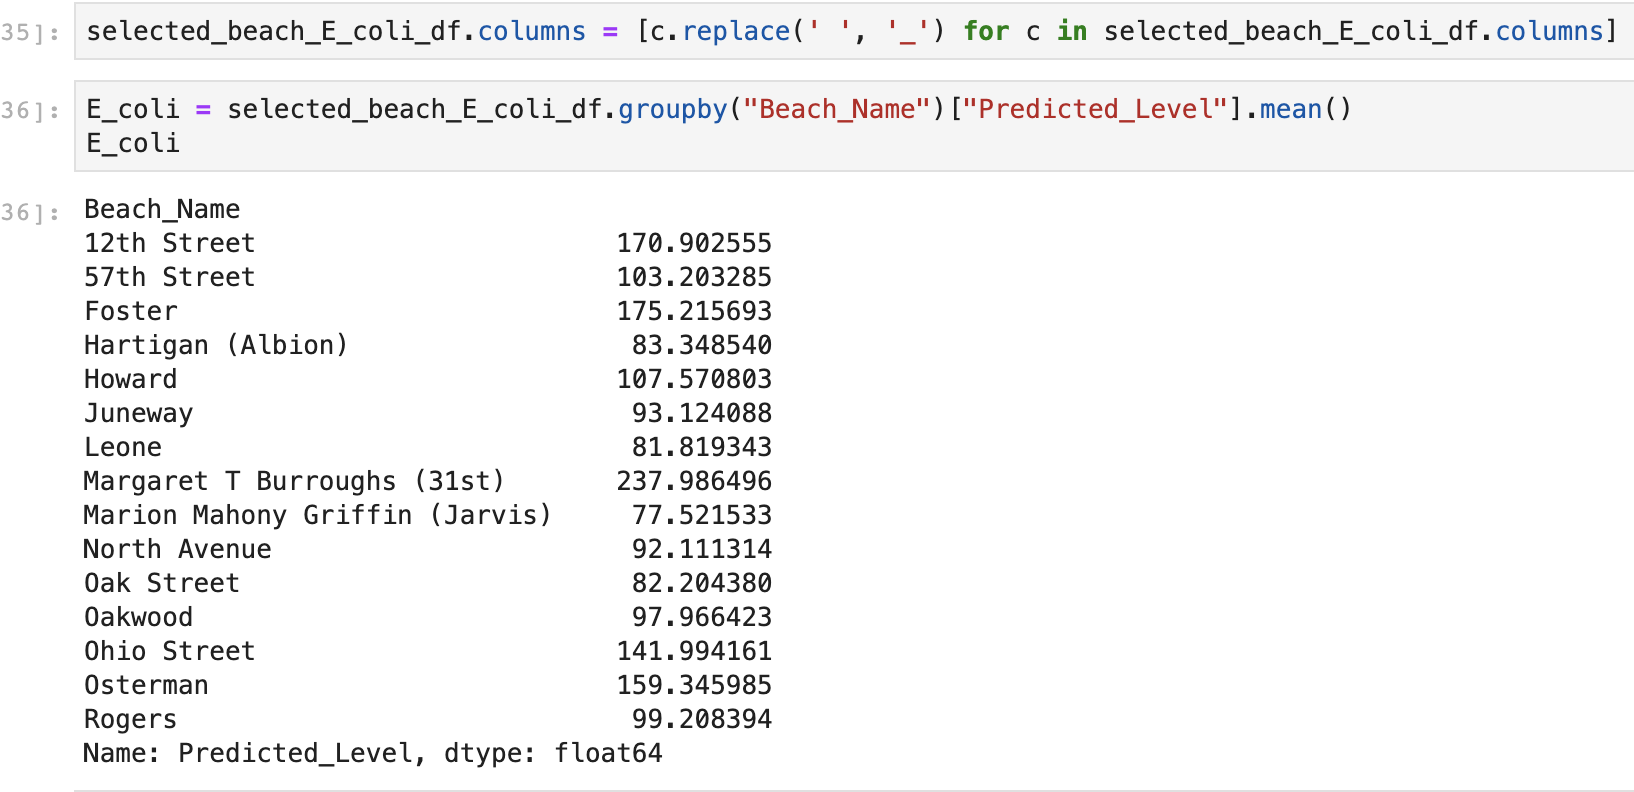 35]: selected_beach_E_coli_df.columns = [c.replace(' ', '_') for c in selected_beach_E_coli_df.columns]
36]: E_coli = selected_beach_E_coli_df.groupby("Beach_Name")["Predicted_Level"].mean()
E_coli
36]: Beach_Name
12th Street 170.902555
57th Street 103.203285
Foster 175.215693
Hartigan (Albion) 83.348540
Howard 107.570803
Juneway 93.124088
Leone 81.819343
Margaret T Burroughs (31st) 237.986496
Marion Mahony Griffin (Jarvis) 77.521533
North Avenue 92.111314
Oak Street 82.204380
Oakwood 97.966423
Ohio Street 141.994161
Osterman 159.345985
Rogers 99.208394
Name: Predicted_Level, dtype: float64